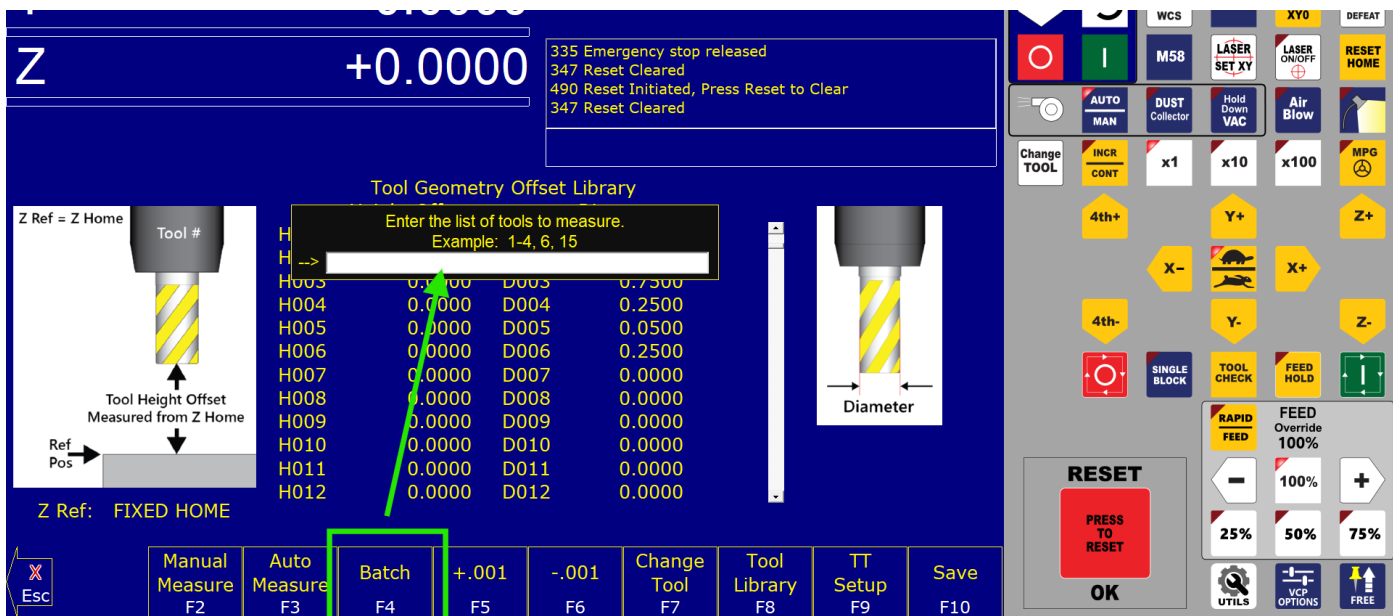 Z +0.0000
335 Emergency stop released
347 Reset Cleared
490 Reset Initiated, Press Reset to Clear
347 Reset Cleared
Tool Geometry Offset Library
Z Ref = Z Home
Tool #
Enter the list of tools to measure.
Example: 1-4, 6, 15
-->
H003 0.0000 D003 0.7500
H004 0.0000 D004 0.2500
H005 0.0000 D005 0.0500
H006 0.0000 D006 0.2500
H007 0.0000 D007 0.0000
H008 0.0000 D008 0.0000
H009 0.0000 D009 0.0000
H010 0.0000 D010 0.0000
H011 0.0000 D011 0.0000
H012 0.0000 D012 0.0000
Tool Height Offset
Measured from Z Home
Ref
Pos
Diameter
Z Ref: FIXED HOME
X
Esc
Manual
Measure
F2
Auto
Measure
F3
Batch
F4
+.001
F5
-.001
F6
Change
Tool
F7
Tool
Library
F8
TT
Setup
F9
Save
F10
WCS
XY0
DEFEAT
M58
LASER
SET XY
LASER
ON/OFF
RESET
HOME
AUTO
MAN
DUST
Collector
Hold
Down
VAC
Air
Blow
Change
TOOL
INCR
CONT
x1
x10
x100
MPG
4th+
Y+
Z+
X-
X+
4th-
Y-
Z-
SINGLE
BLOCK
TOOL
CHECK
FEED
HOLD
RAPID
FEED
FEED
Override
100%
RESET
PRESS
TO
RESET
OK
-
100%
+
25%
50%
75%
UTILS
VCP
OPTIONS
FREE